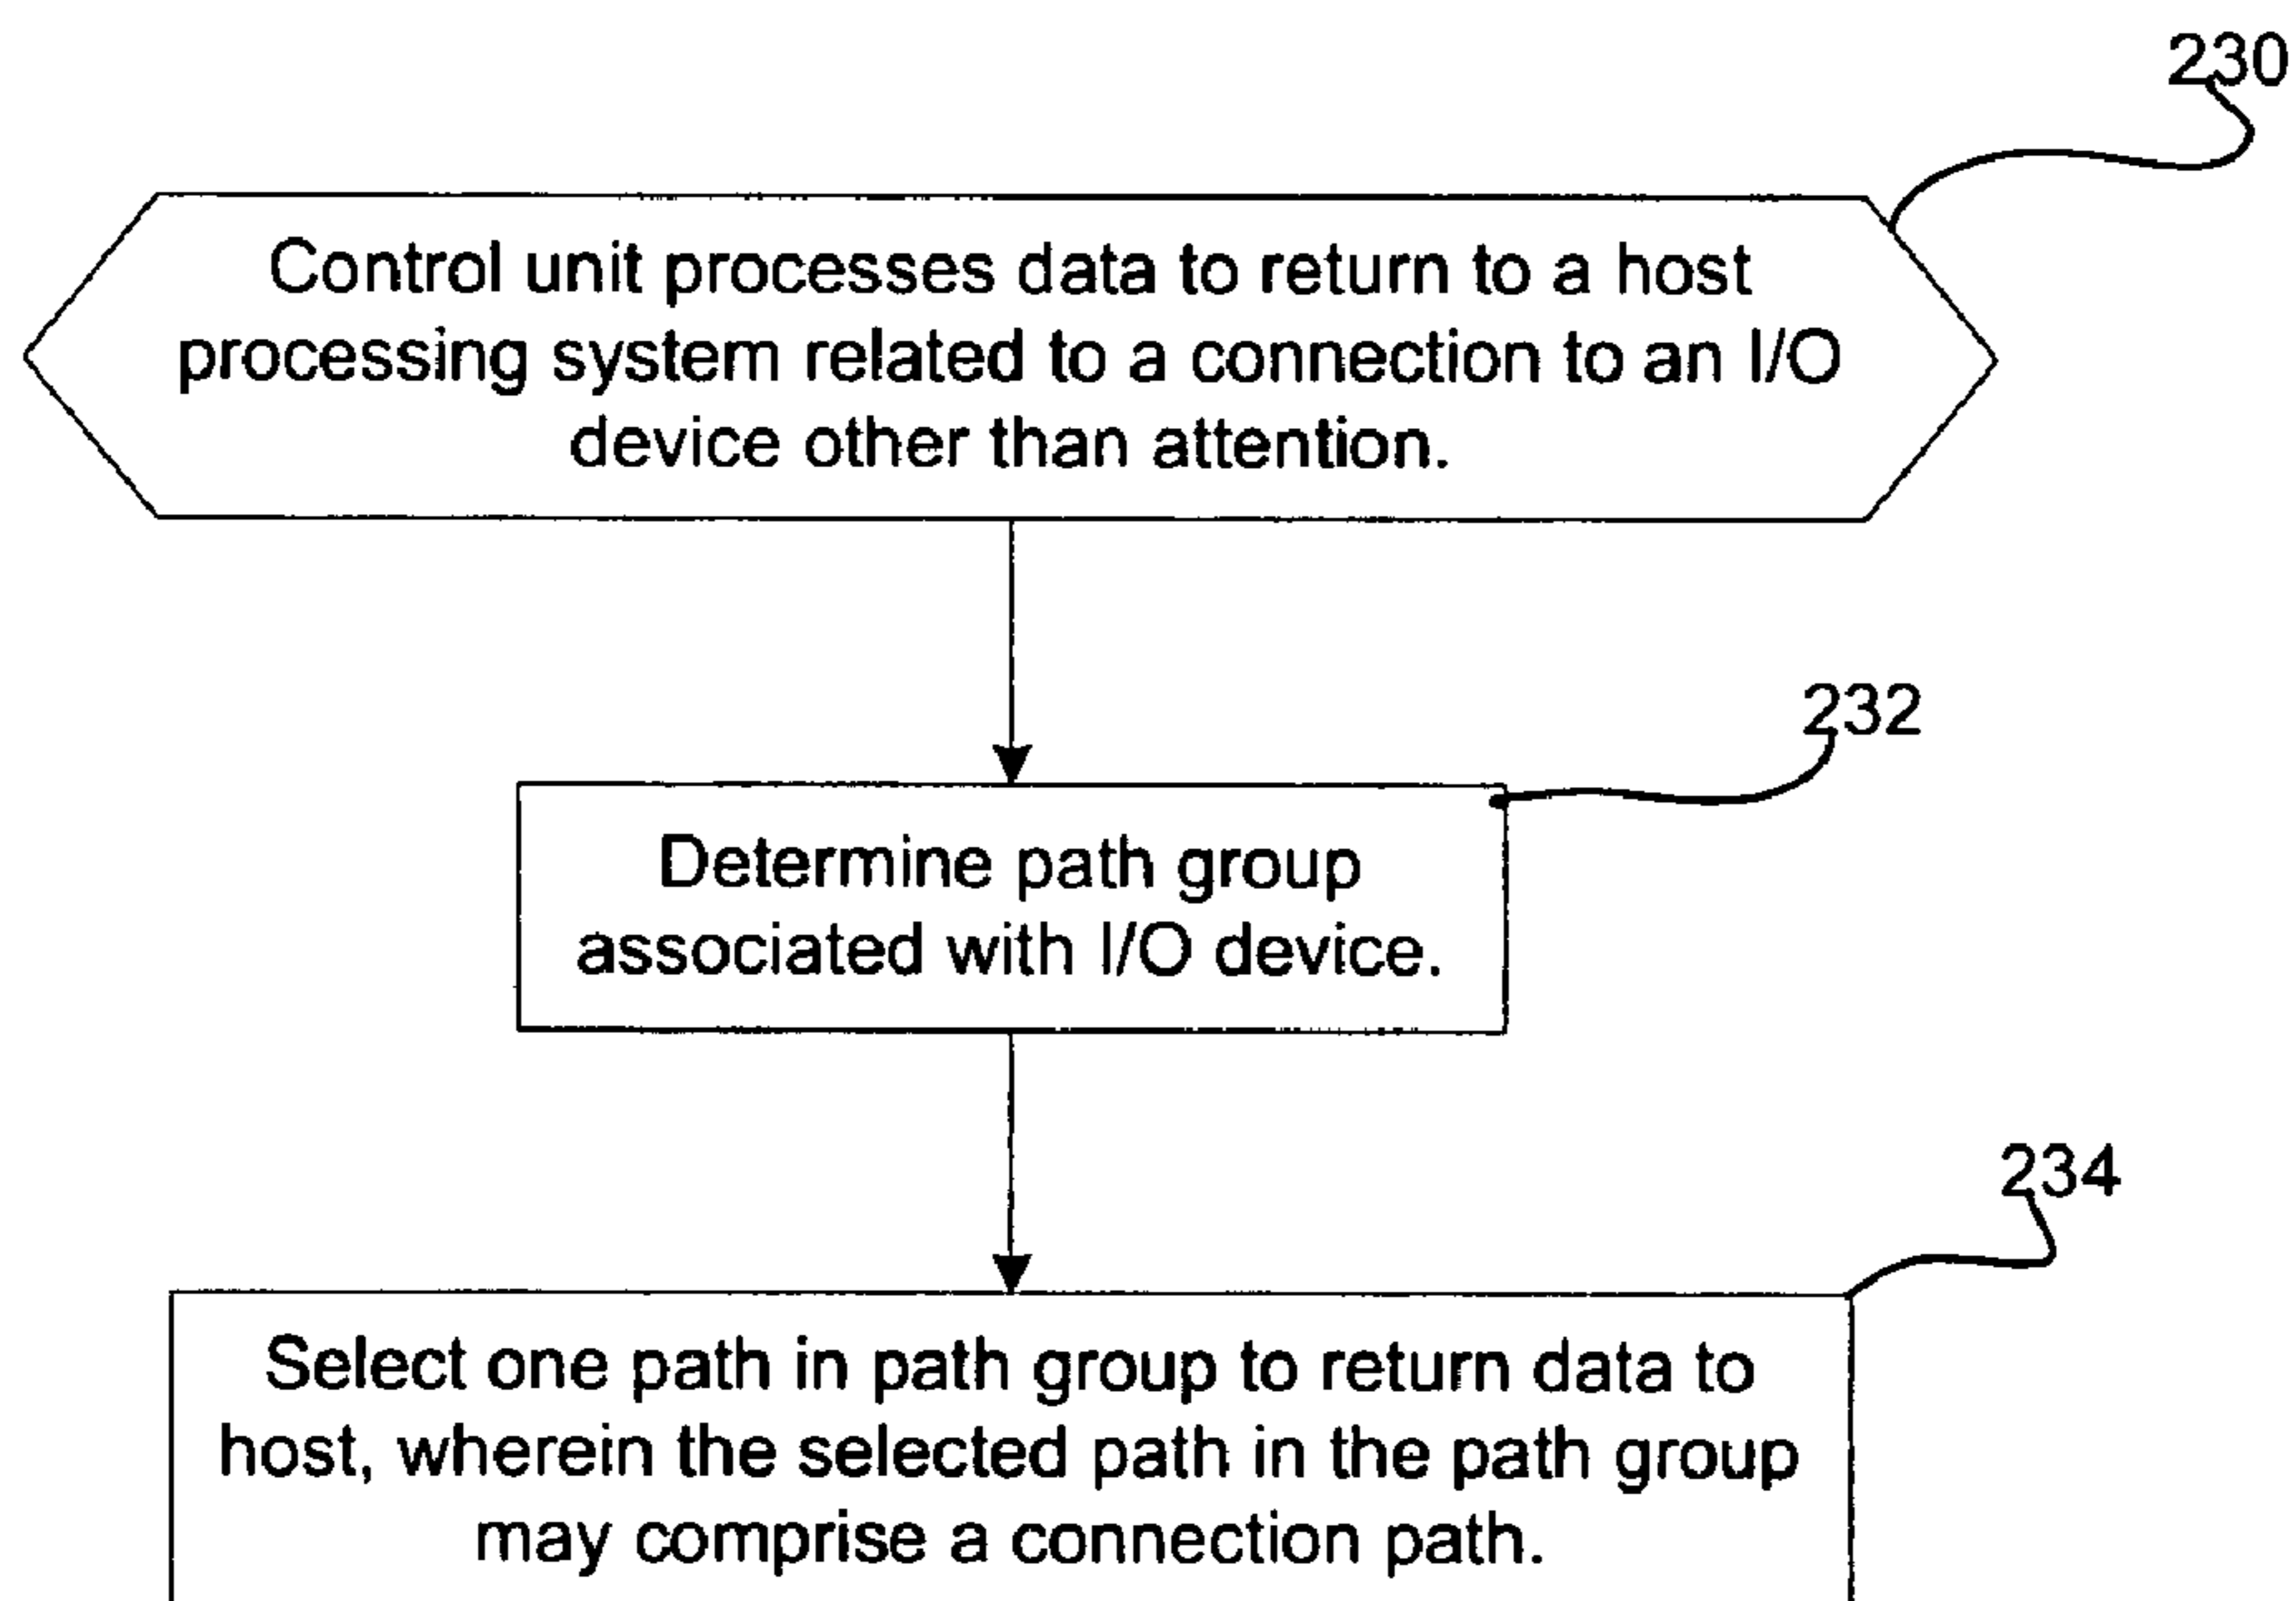 230
Control unit processes data to return to a host
processing system related to a connection to an I/O
device other than attention.
232
Determine path group
associated with I/O device.
234
Select one path in path group to return data to
host, wherein the selected path in the path group
may comprise a connection path.